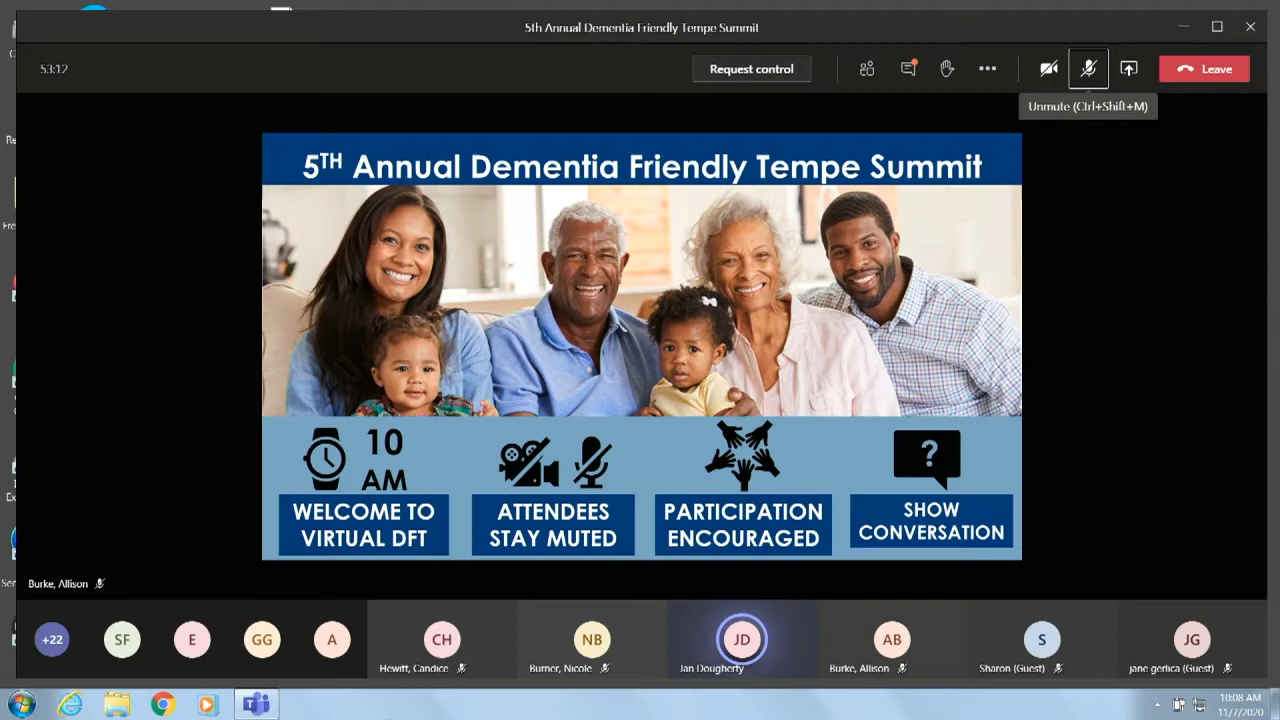 5th Annual Dementia Friendly Tempe Summit
53:12
Request control
Leave
Unmute (Ctrl+Shift+M)
5TH Annual Dementia Friendly Tempe Summit
10
AM
?
WELCOME TO
VIRTUAL DFT
ATTENDEES
STAY MUTED
PARTICIPATION
ENCOURAGED
SHOW
CONVERSATION
Burke, Allison
+22
SF
E
GG
A
CH
NB
JD
AB
S
JG
Hewitt, Candice
Burner, Nicole
Jan Dougherty
Burke, Allison
Sharon (Guest)
jane gerlica (Guest)
10:08 AM
11/7/2020